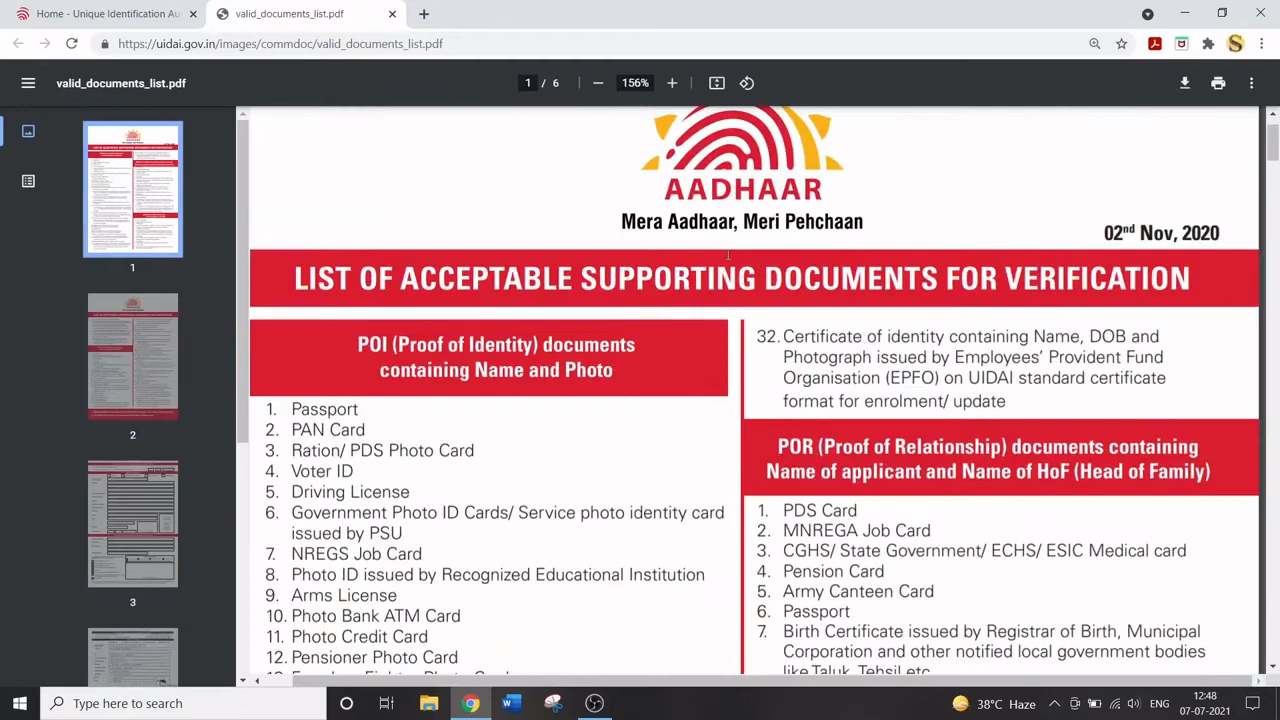 Home - Unique Identification Au
valid_documents_list.pdf
https://uidai.gov.in/images/commdoc/valid_documents_list.pdf
valid_documents_list.pdf
1 / 6
156%
AADHAAR
Mera Aadhaar, Meri Pehchaan
02nd Nov, 2020
LIST OF ACCEPTABLE SUPPORTING DOCUMENTS FOR VERIFICATION
POI (Proof of Identity) documents
containing Name and Photo
1. Passport
2. PAN Card
3. Ration/ PDS Photo Card
4. Voter ID
5. Driving License
6. Government Photo ID Cards/ Service photo identity card
issued by PSU
7. NREGS Job Card
8. Photo ID issued by Recognized Educational Institution
9. Arms License
10. Photo Bank ATM Card
11. Photo Credit Card
12. Pensioner Photo Card
32. Certificate of identity containing Name, DOB and
Photograph issued by Employees' Provident Fund
Organisation (EPFO) on UIDAI standard certificate
format for enrolment/ update
POR (Proof of Relationship) documents containing
Name of applicant and Name of HoF (Head of Family)
1. PDS Card
2. MNREGA Job Card
3. CGHS/ State Government/ ECHS/ ESIC Medical card
4. Pension Card
5. Army Canteen Card
6. Passport
7. Birth Certificate issued by Registrar of Birth, Municipal
Corporation and other notified local government bodies
like Taluk, Tehsil etc.
1
2
3
Type here to search
38°C Haze
ENG
12:48
07-07-2021